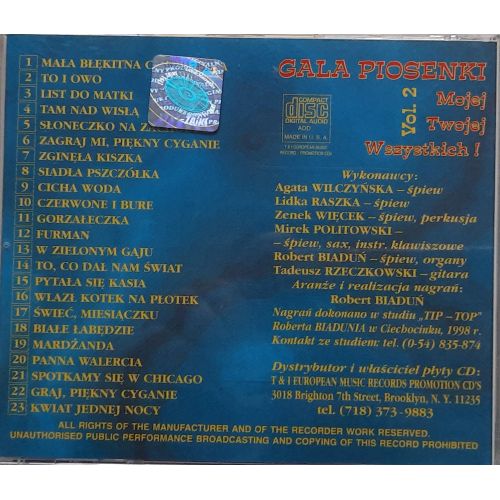 1 MAŁA BŁĘKITNA C
2 TO I OWO
3 LIST DO MATKI
4 TAM NAD WISŁĄ
5 SŁONECZKO NA ZA
6 ZAGRAJ MI, PIĘKNY CYGANIE
7 ZGINĘŁA KISZKA
8 SIADŁA PSZCZÓŁKA
9 CICHA WODA
10 CZERWONE I BURE
11 GORZAŁECZKA
12 FURMAN
13 W ZIELONYM GAJU
14 TO, CO DAŁ NAM ŚWIAT
15 PYTAŁA SIĘ KASIA
16 WLAZŁ KOTEK NA PŁOTEK
17 ŚWIEĆ, MIESIĄCZKU
18 BIAŁE ŁABĘDZIE
19 MARDŻANDA
20 PANNA WALERCIA
21 SPOTKAMY SIĘ W CHICAGO
22 GRAJ, PIĘKNY CYGANIE
23 KWIAT JEDNEJ NOCY
GALA PIOSENKI
Vol. 2
Mojej
Twojej
Wszystkich !
COMPACT
disc
DIGITAL AUDIO
ADD
MADE IN U.S.A.
T & I EUROPEAN MUSIC
RECORD - PROMOTION CD'S
Wykonawcy:
Agata WILCZYŃSKA – śpiew
Lidka RASZKA – śpiew
Zenek WIĘCEK – śpiew, perkusja
Mirek POLITOWSKI –
– śpiew, sax, instr. klawiszowe
Robert BIADUŃ – śpiew, organy
Tadeusz RZECZKOWSKI – gitara
Aranże i realizacja nagrań:
Robert BIADUŃ
Nagrań dokonano w studiu „TIP – TOP”
Roberta BIADUNIA w Ciechocinku, 1998 r.
Kontakt ze studiem: tel. (0-54) 835-874
Dystrybutor i właściciel płyty CD:
T & I EUROPEAN MUSIC RECORDS PROMOTION CD'S
3018 Brighton 7th Street, Brooklyn, N. Y. 11235
tel. (718) 373-9883
ALL RIGHTS OF THE MANUFACTURER AND OF THE RECORDER WORK RESERVED.
UNAUTHORISED PUBLIC PERFORMANCE BROADCASTING AND COPYING OF THIS RECORD PROHIBITED